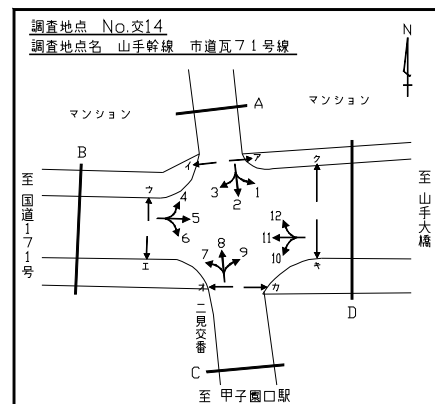 調査地点 No.交14
調査地点名 山手幹線 市道瓦71号線
N
マンション
マンション
A
B
至 国道171号
至 山手大橋
ア
イ
ウ
エ
オ
カ
キ
ク
1
2
3
4
5
6
7
8
9
10
11
12
二見交番
C
D
至 甲子園口駅